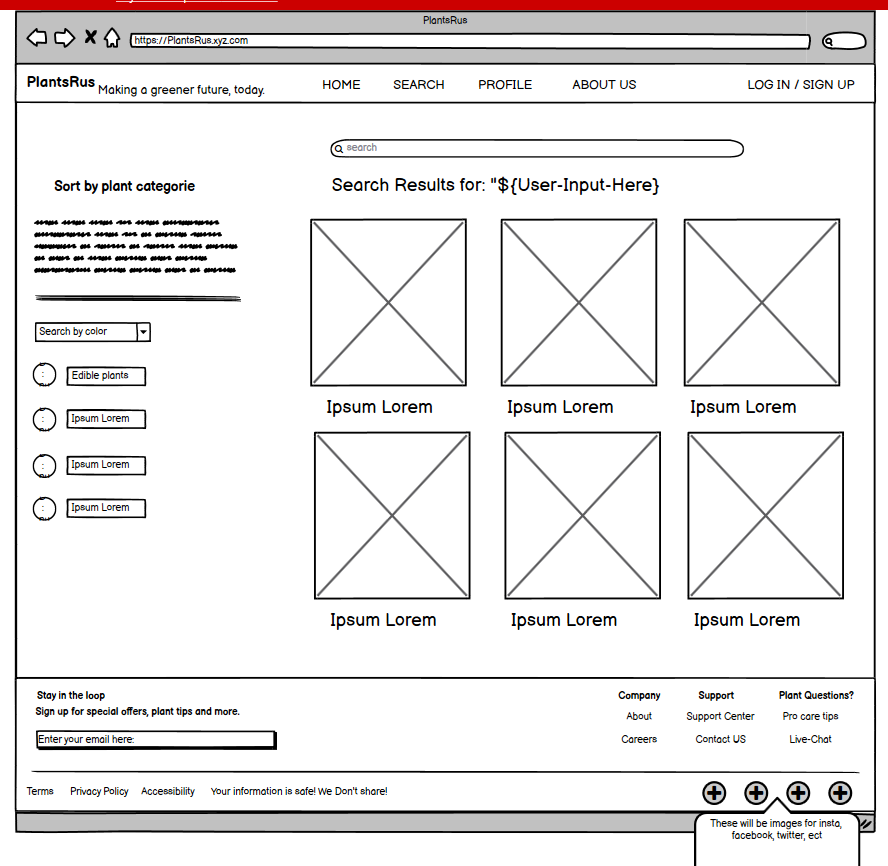 PlantsRus
https://PlantsRus.xyz.com
PlantsRus Making a greener future, today. HOME SEARCH PROFILE ABOUT US LOG IN / SIGN UP
search
Sort by plant categorie
Search Results for: "${User-Input-Here}
Search by color
Edible plants
Ipsum Lorem
Ipsum Lorem
Ipsum Lorem
Ipsum Lorem Ipsum Lorem Ipsum Lorem
Ipsum Lorem Ipsum Lorem Ipsum Lorem
Stay in the loop
Sign up for special offers, plant tips and more.
Enter your email here:
Company Support Plant Questions?
About Support Center Pro care tips
Careers Contact US Live-Chat
Terms Privacy Policy Accessibility Your information is safe! We Don't share!
These will be images for insta,
facebook, twitter, ect